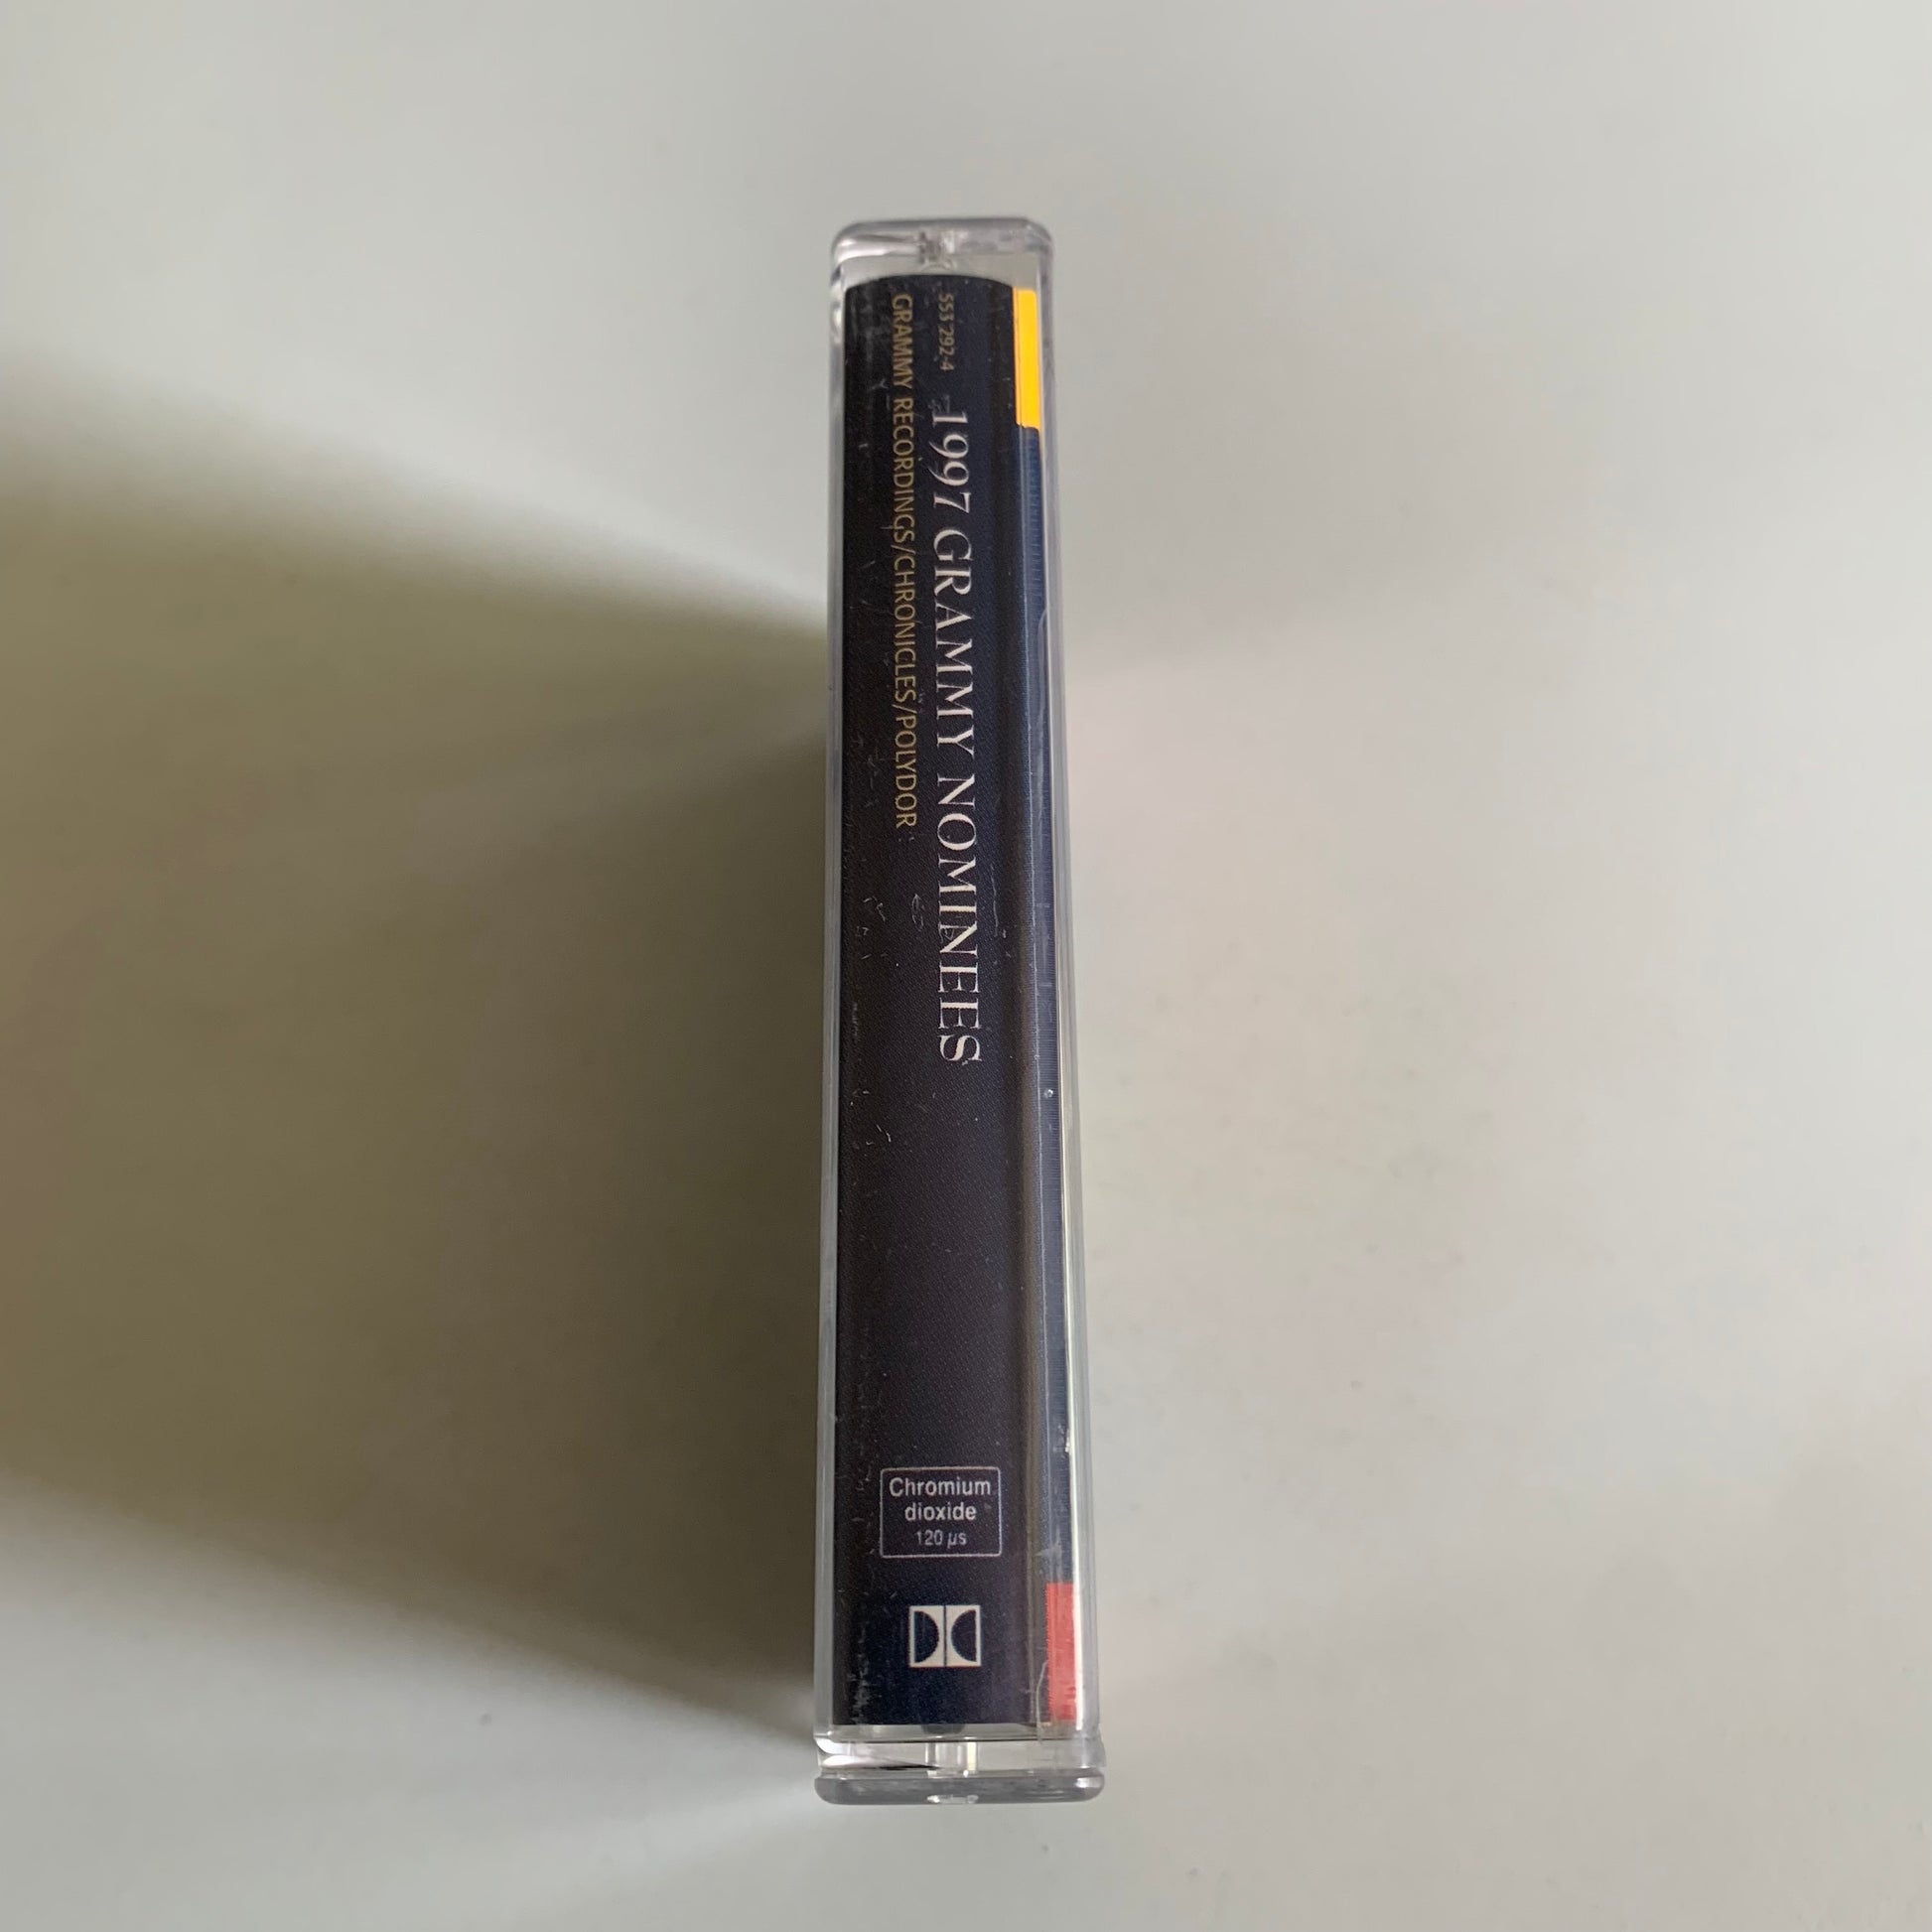 553 292-4
1997 GRAMMY NOMINEES
GRAMMY RECORDINGS/CHRONICLES/POLYDOR
Chromium
dioxide
120 µs